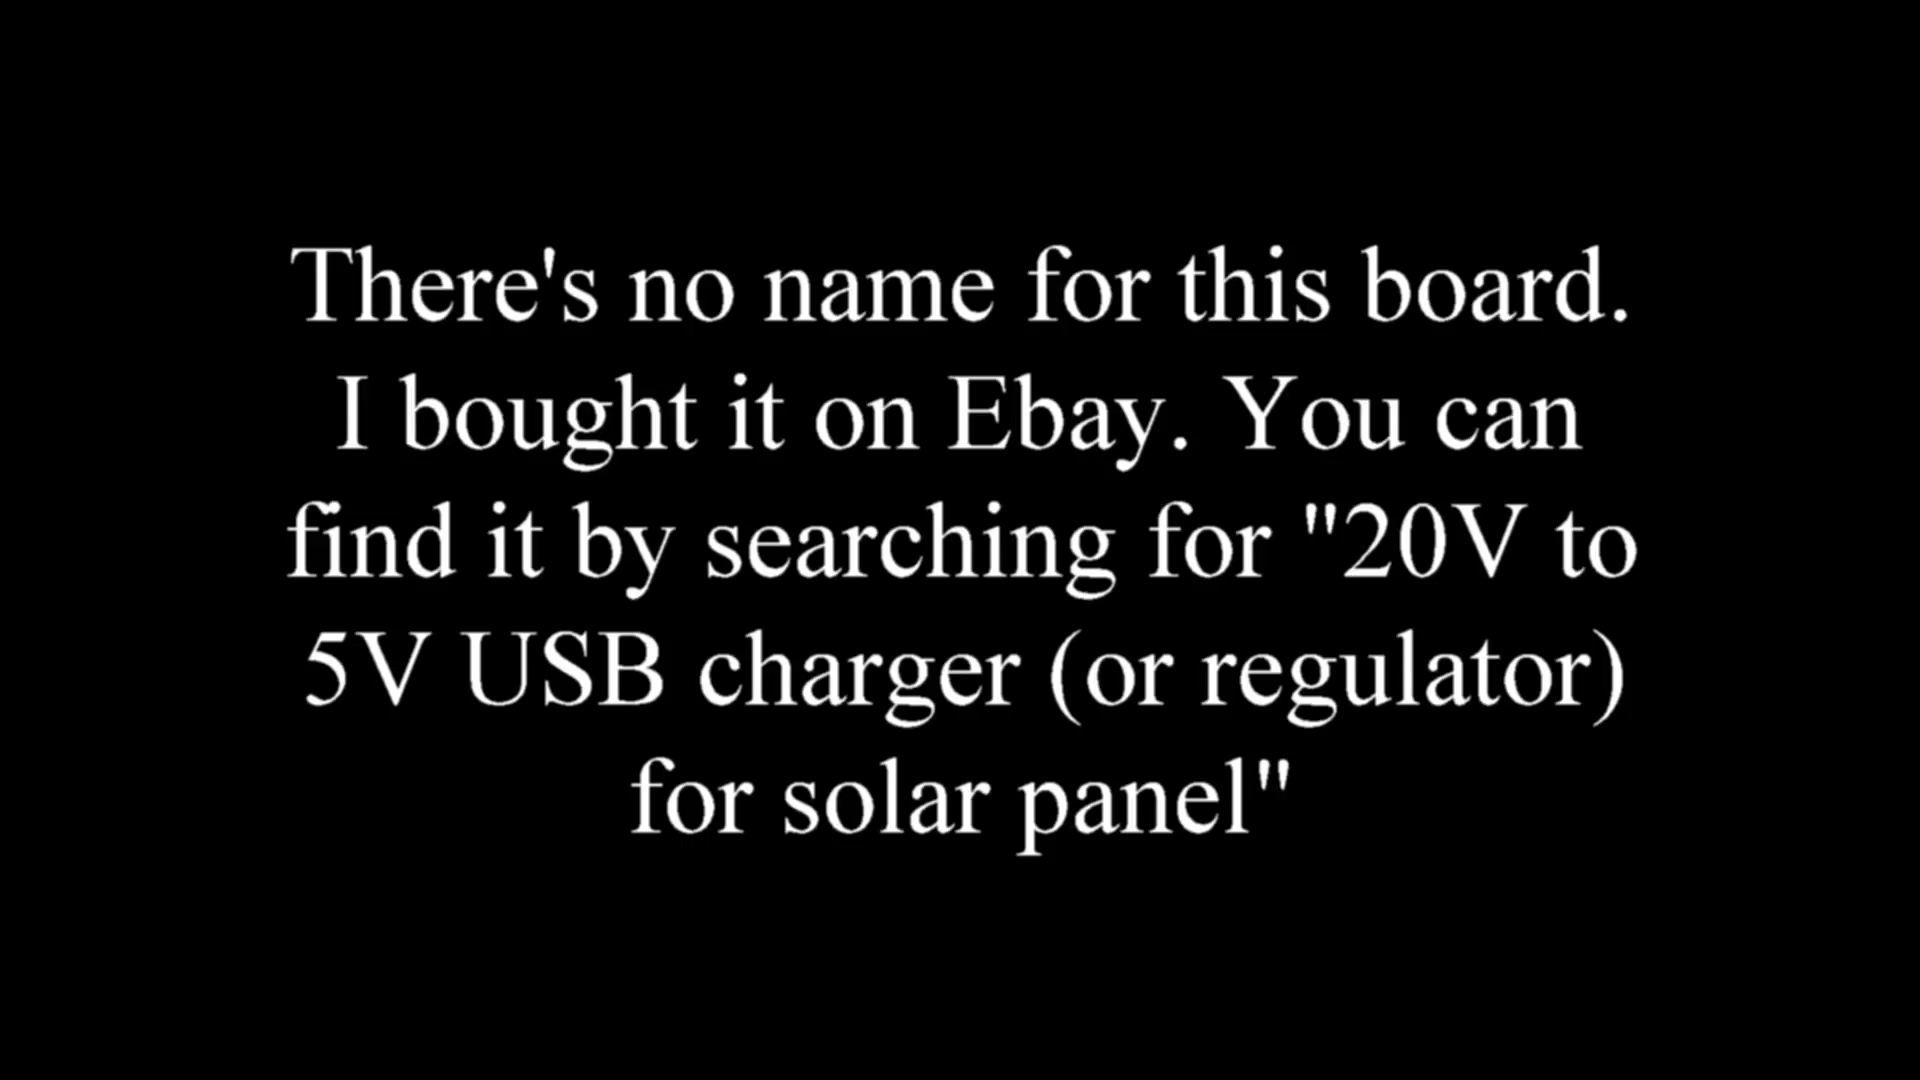 There's no name for this board.
I bought it on Ebay. You can
find it by searching for "20V to
5V USB charger (or regulator)
for solar panel"